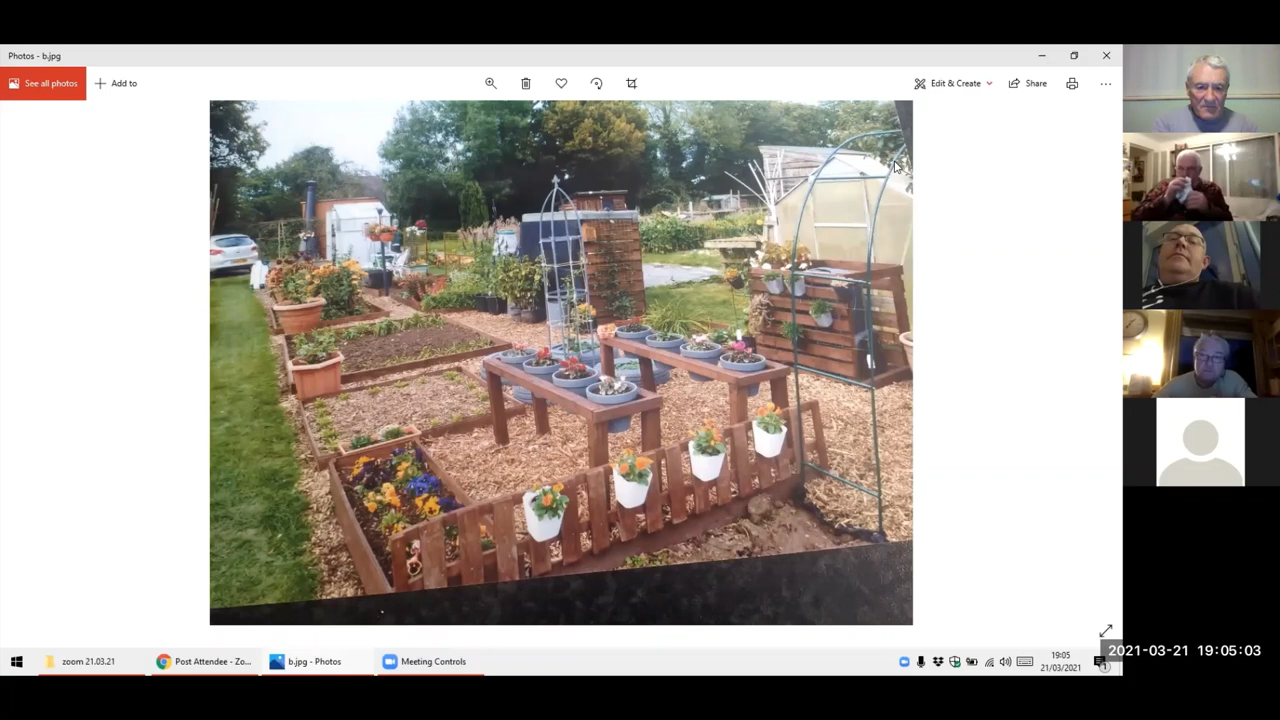 Photos - b.jpg
See all photos
Add to
Edit & Create
Share
zoom 21.03.21
Post Attendee - Zo...
b.jpg - Photos
Meeting Controls
19:05
21/03/2021
1
2021-03-21 19:05:03